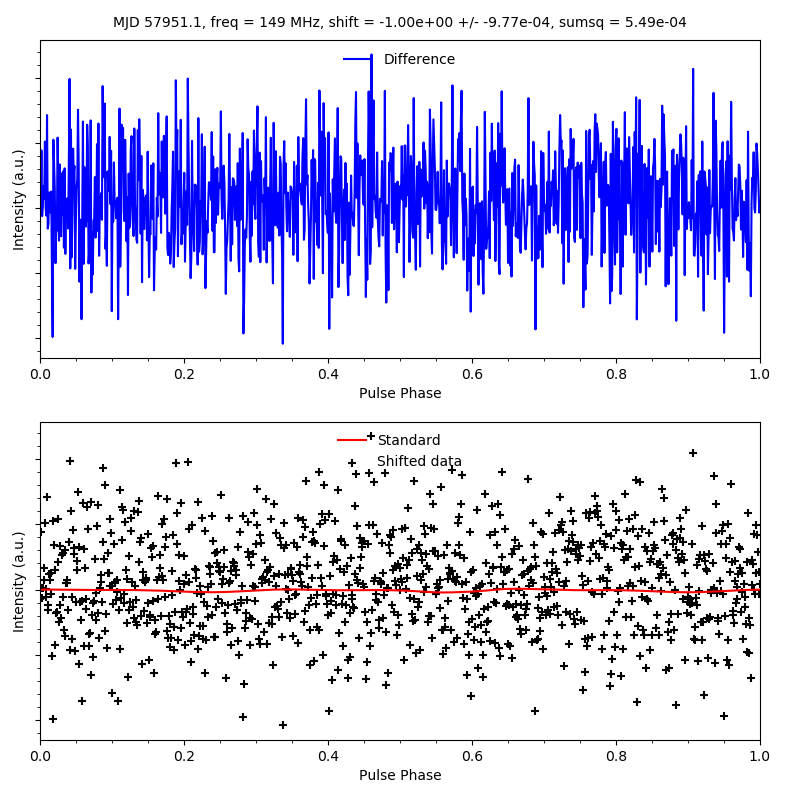 MJD 57951.1, freq = 149 MHz, shift = -1.00e+00 +/- -9.77e-04, sumsq = 5.49e-04
Difference
Intensity (a.u.)
0.0 0.2 0.4 0.6 0.8 1.0
Pulse Phase
Standard
Shifted data
Intensity (a.u.)
0.0 0.2 0.4 0.6 0.8 1.0
Pulse Phase